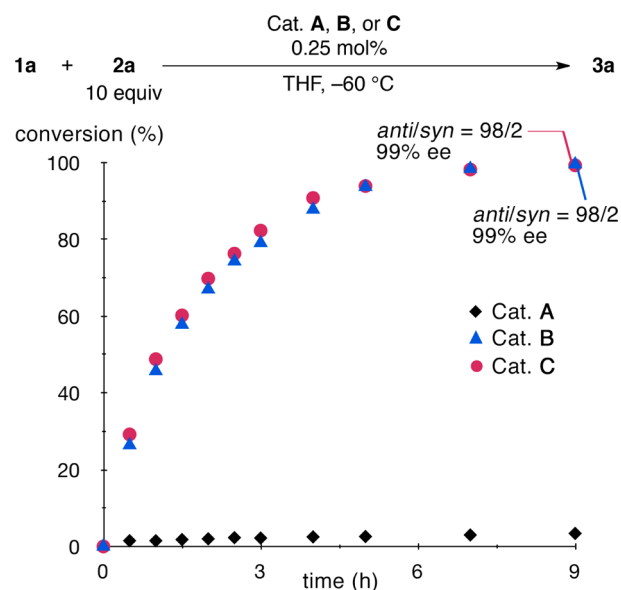 Cat. A, B, or C
0.25 mol%
1a + 2a 3a
10 equiv
THF, –60 °C
conversion (%)
anti/syn = 98/2
99% ee
anti/syn = 98/2
99% ee
100
80
60
40
20
0
Cat. A
Cat. B
Cat. C
0 3 6 9
time (h)